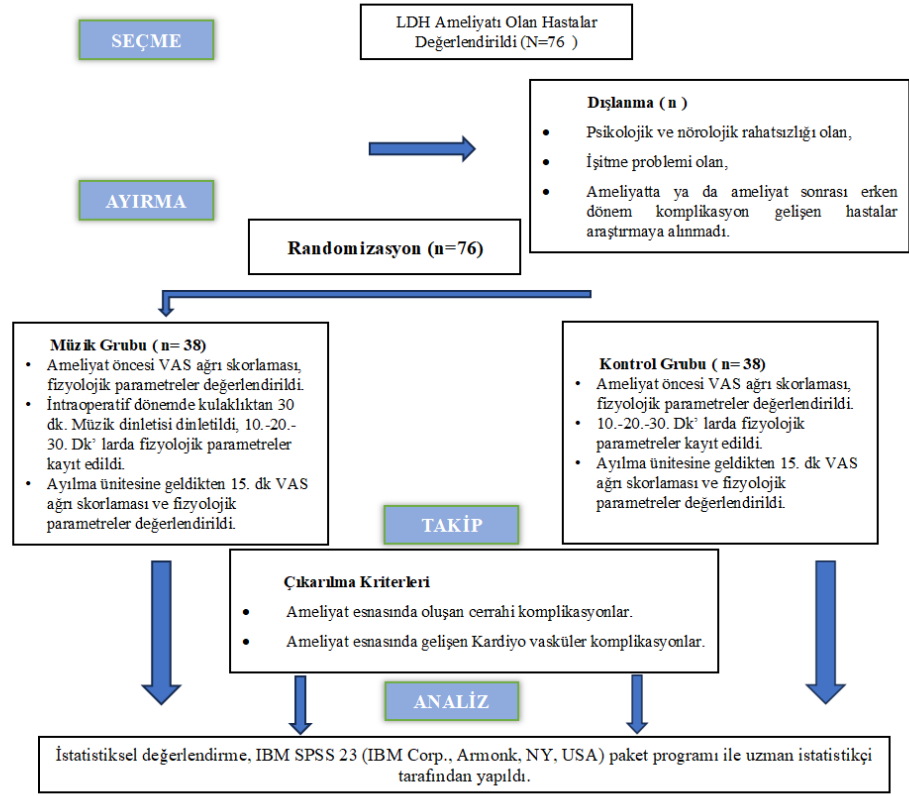 SEÇME
LDH Ameliyatı Olan Hastalar
Değerlendirildi (N=76 )
Dışlanma ( n )
• Psikolojik ve nörolojik rahatsızlığı olan,
• İşitme problemi olan,
• Ameliyatta ya da ameliyat sonrası erken
dönem komplikasyon gelişen hastalar
araştırmaya alınmadı.
AYIRMA
Randomizasyon (n=76)
Müzik Grubu ( n= 38)
• Ameliyat öncesi VAS ağrı skorlaması,
fizyolojik parametreler değerlendirildi.
• İntraoperatif dönemde kulaklıktan 30
dk. Müzik dinletisi dinletildi, 10.-20.-
30. Dk’ larda fizyolojik parametreler
kayıt edildi.
• Ayılma ünitesine geldikten 15. dk VAS
ağrı skorlaması ve fizyolojik
parametreler değerlendirildi.
Kontrol Grubu ( n= 38)
• Ameliyat öncesi VAS ağrı skorlaması,
fizyolojik parametreler değerlendirildi.
• 10.-20.-30. Dk’ larda fizyolojik
parametreler kayıt edildi.
• Ayılma ünitesine geldikten 15. dk VAS
ağrı skorlaması ve fizyolojik
parametreler değerlendirildi.
TAKİP
Çıkarılma Kriterleri
• Ameliyat esnasında oluşan cerrahi komplikasyonlar.
• Ameliyat esnasında gelişen Kardiyo vasküler komplikasyonlar.
ANALİZ
İstatistiksel değerlendirme, IBM SPSS 23 (IBM Corp., Armonk, NY, USA) paket programı ile uzman istatistikçi
tarafından yapıldı.